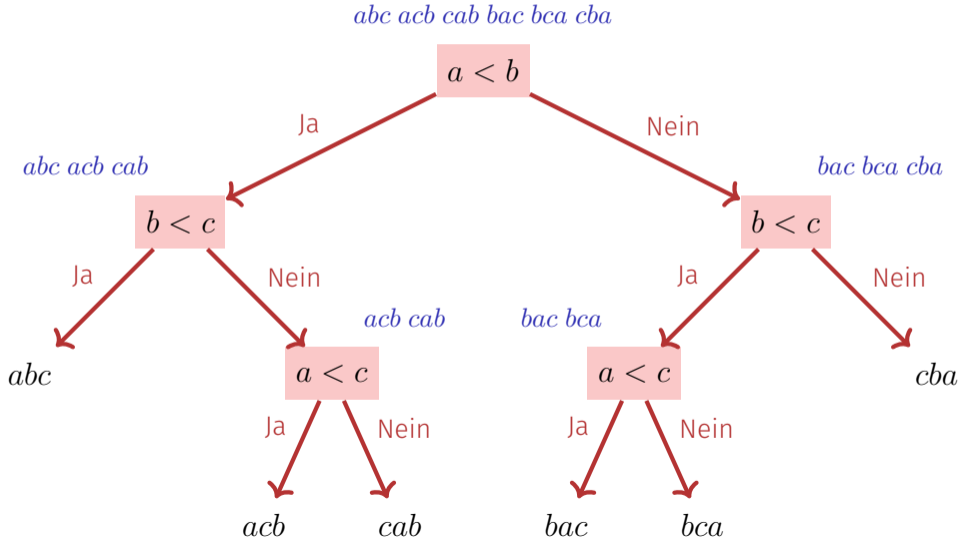 abc acb cab bac bca cba
a < b
Ja
Nein
abc acb cab
bac bca cba
b < c
b < c
Ja
Nein
Ja
Nein
acb cab
bac bca
abc
a < c
a < c
cba
Ja
Nein
Ja
Nein
acb
cab
bac
bca